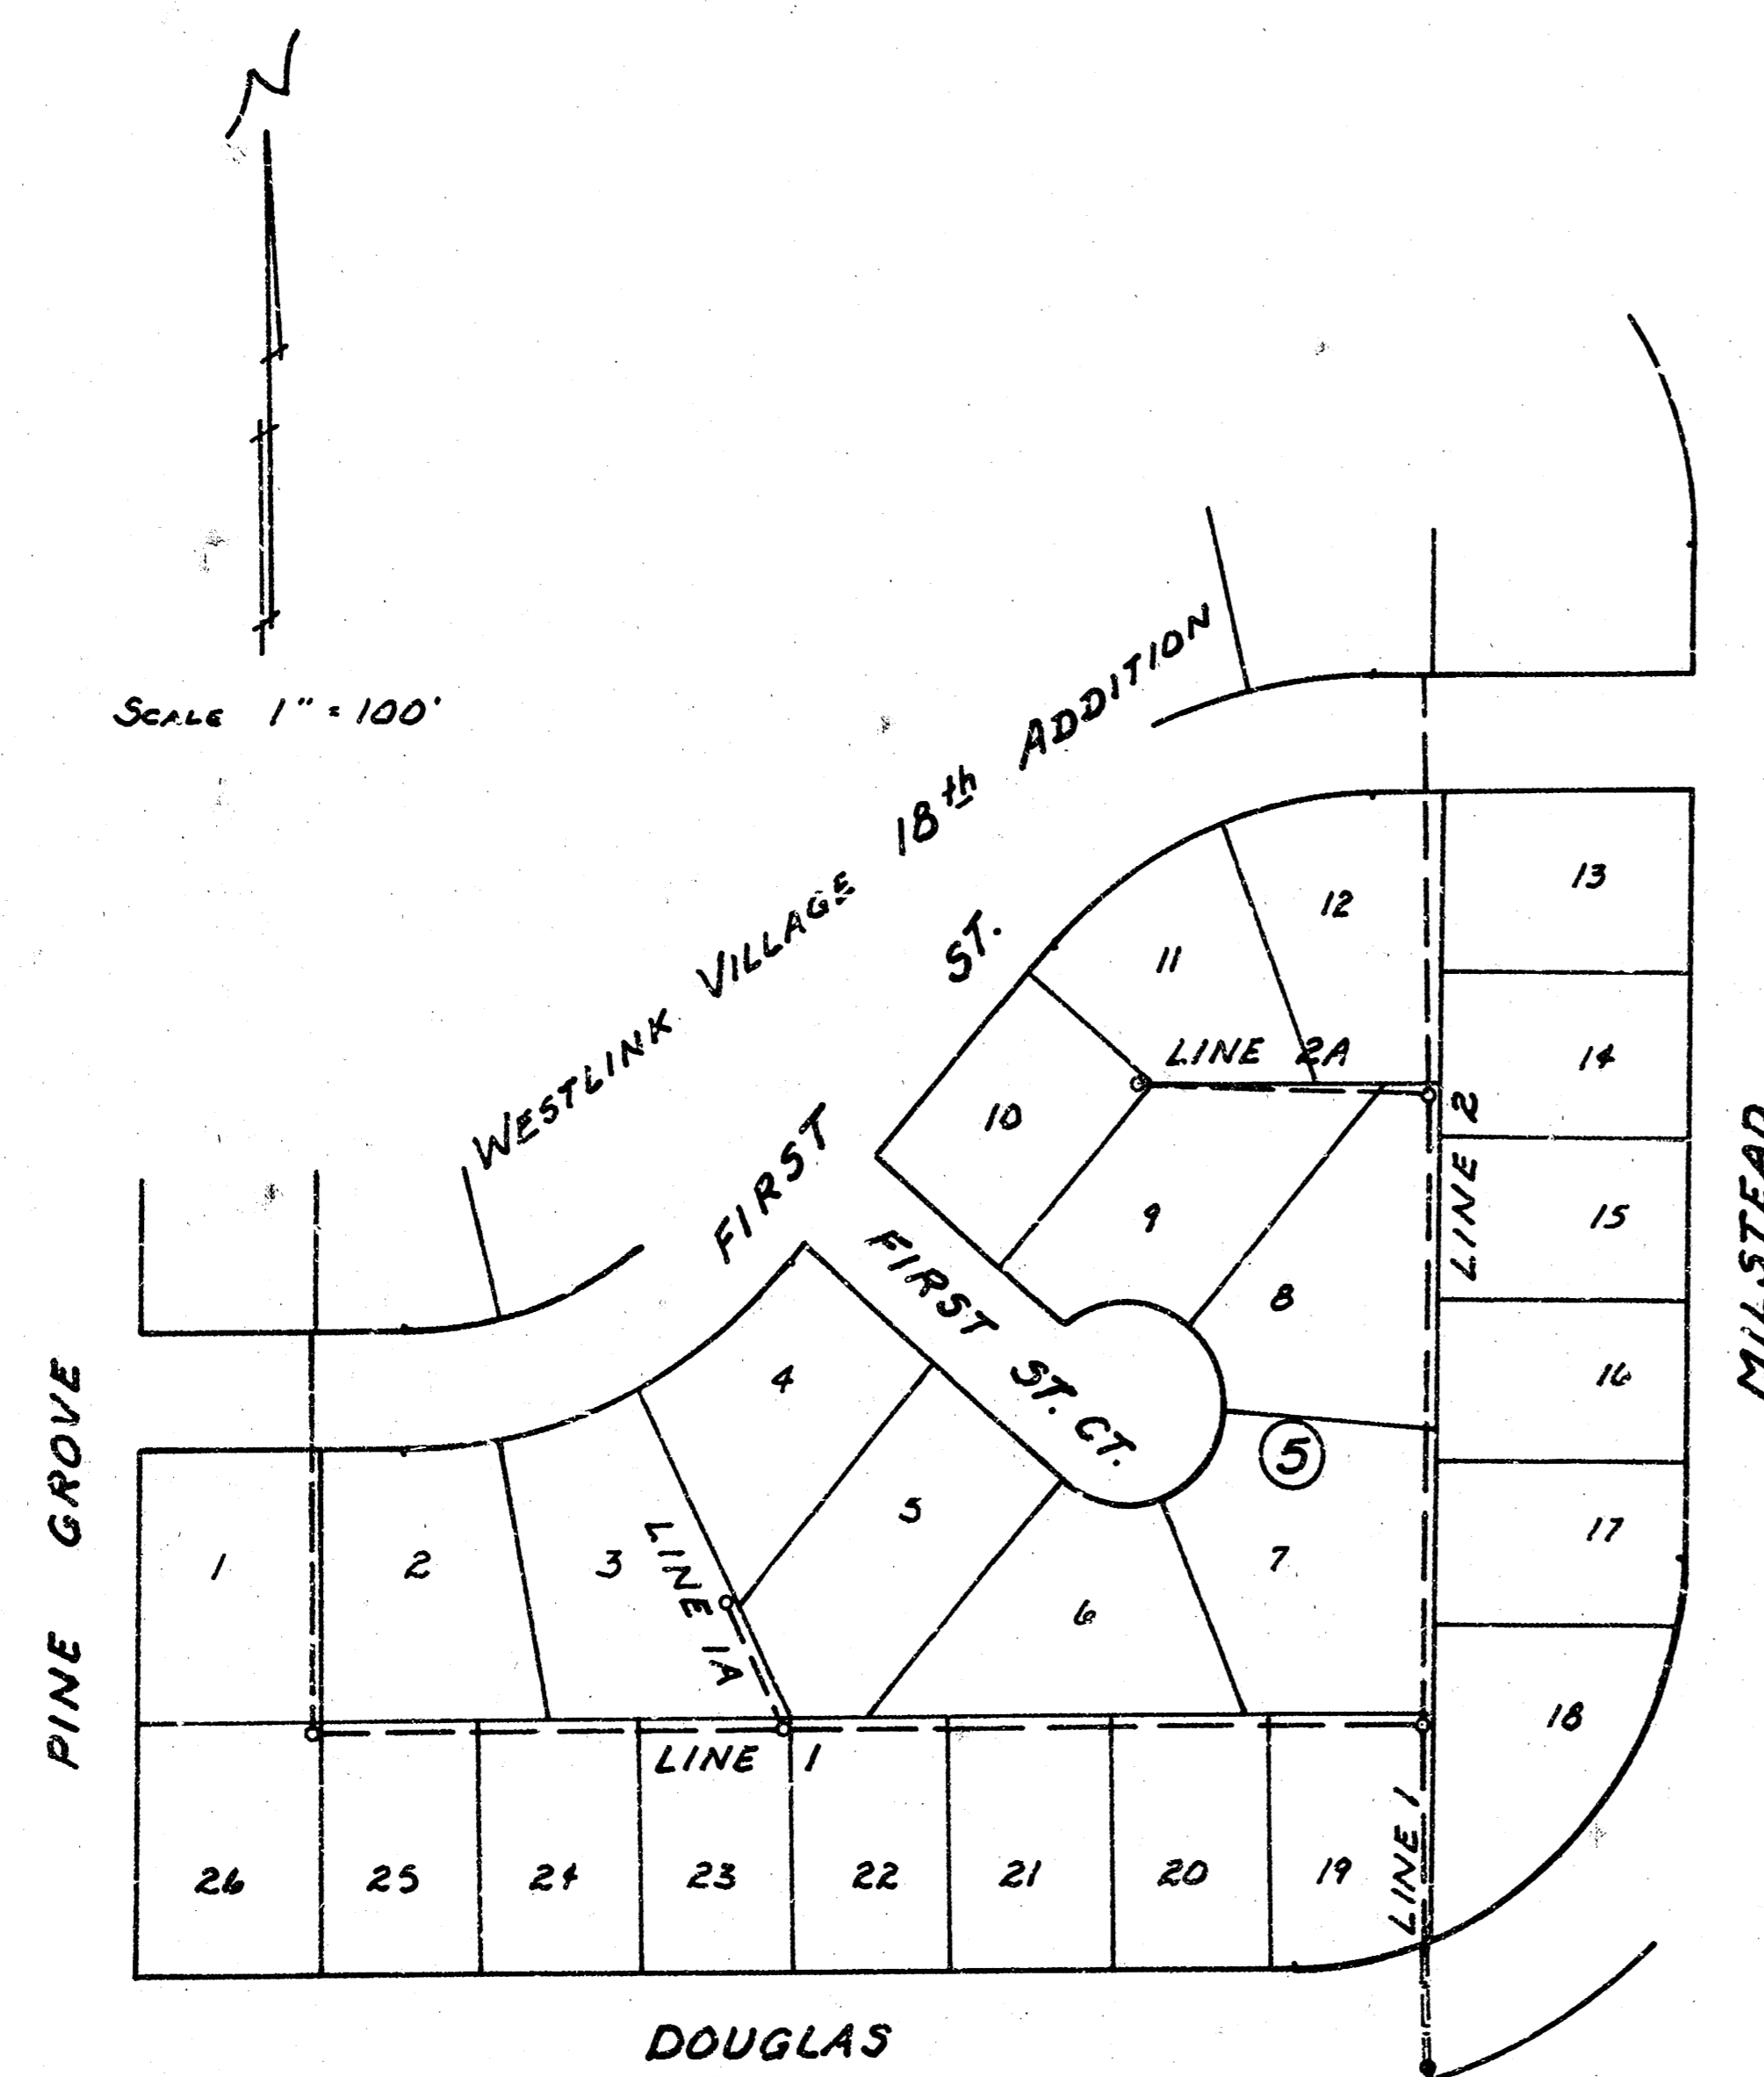 N
SCALE 1" = 100'
WESTLINK VILLAGE 18th ADDITION
FIRST ST.
FIRST ST. CT.
PINE GROVE
DOUGLAS
MILSTEAD
LINE 2A
LINE 2
LINE 1A
LINE 1
LINE 1
5
1
2
3
4
5
6
7
8
9
10
11
12
13
14
15
16
17
18
19
20
21
22
23
24
25
26